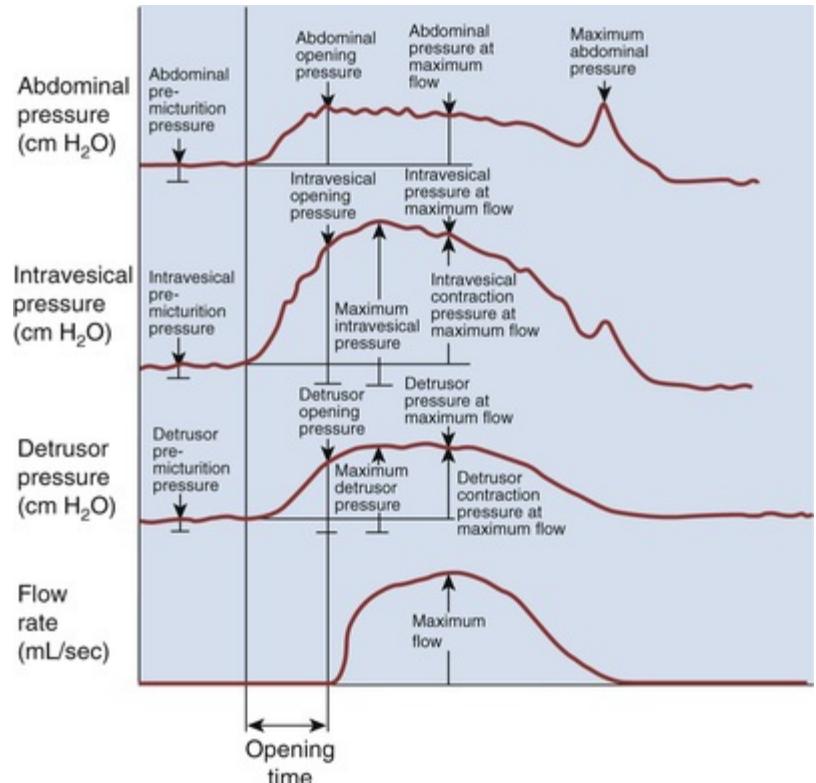 Abdominal
pressure
(cm H₂O)
Abdominal
pre-
micturition
pressure
Abdominal
opening
pressure
Abdominal
pressure at
maximum
flow
Maximum
abdominal
pressure
Intravesical
pressure
(cm H₂O)
Intravesical
pre-
micturition
pressure
Intravesical
opening
pressure
Intravesical
pressure at
maximum flow
Maximum
intravesical
pressure
Intravesical
contraction
pressure at
maximum flow
Detrusor
pressure
(cm H₂O)
Detrusor
pre-
micturition
pressure
Detrusor
opening
pressure
Detrusor
pressure at
maximum flow
Maximum
detrusor
pressure
Detrusor
contraction
pressure at
maximum flow
Flow
rate
(mL/sec)
Maximum
flow
Opening
time